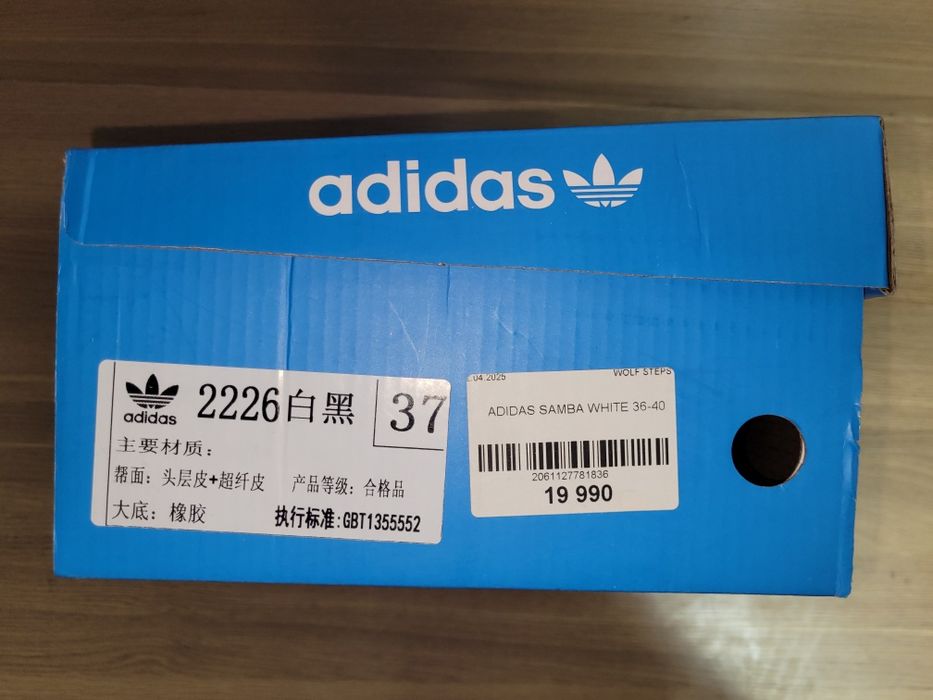 adidas
adidas
2226白黑
37
主要材质：
帮面：头层皮+超纤皮 产品等级：合格品
大底：橡胶 执行标准:GBT1355552
.04.2025 WOLF STEPS
ADIDAS SAMBA WHITE 36-40
2061127781836
19 990